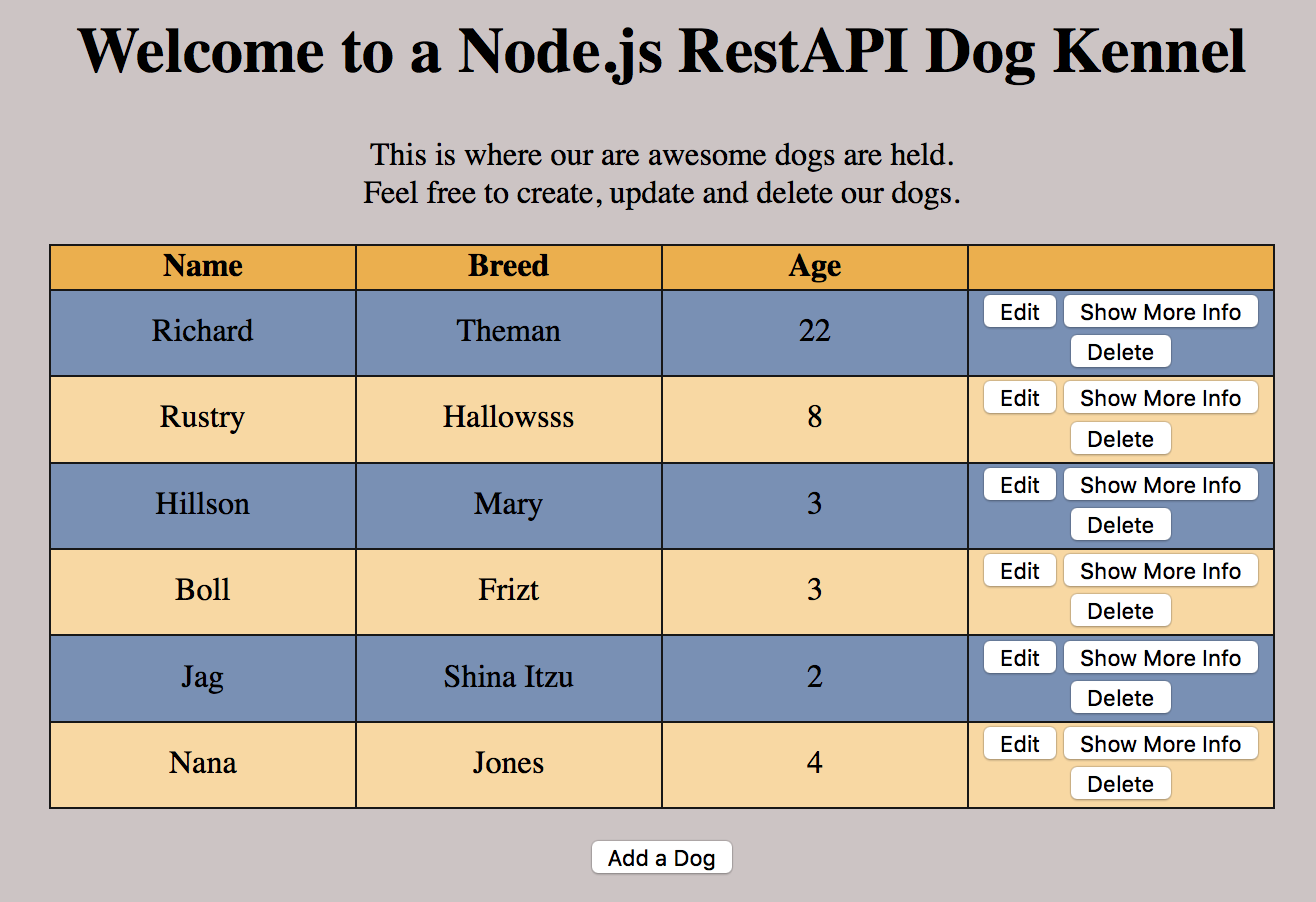 Welcome to a Node.js RestAPI Dog Kennel
This is where our are awesome dogs are held.
Feel free to create, update and delete our dogs.
Name Breed Age
Richard Theman 22 Edit Show More Info
Delete
Rustry Hallowsss 8 Edit Show More Info
Delete
Hillson Mary 3 Edit Show More Info
Delete
Boll Frizt 3 Edit Show More Info
Delete
Jag Shina Itzu 2 Edit Show More Info
Delete
Nana Jones 4 Edit Show More Info
Delete
Add a Dog